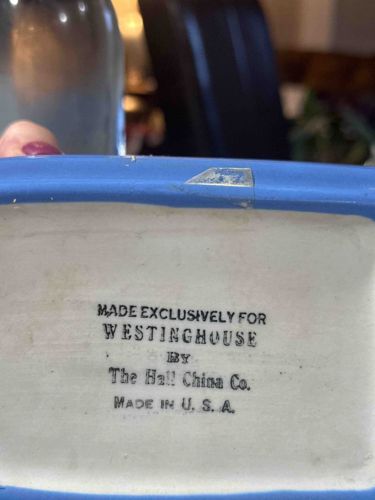 MADE EXCLUSIVELY FOR
WESTINGHOUSE
BY
The Hall China Co.
MADE IN U. S. A.